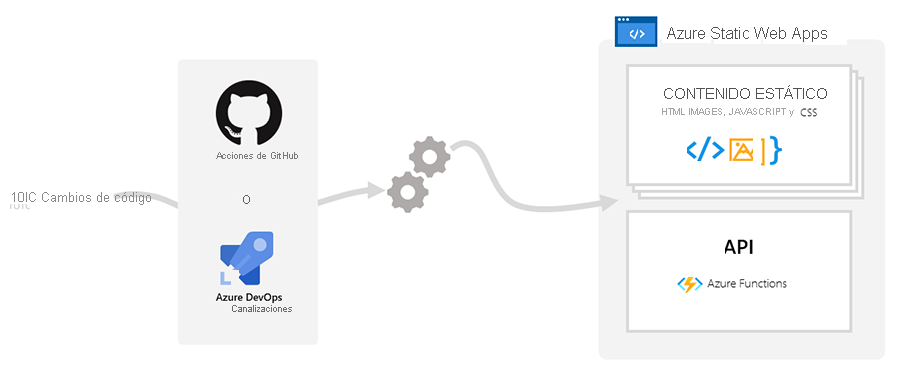 10IC Cambios de código
Acciones de GitHub
O
Azure DevOps
Canalizaciones
Azure Static Web Apps
CONTENIDO ESTÁTICO
HTML IMAGES, JAVASCRIPT y CSS
API
Azure Functions